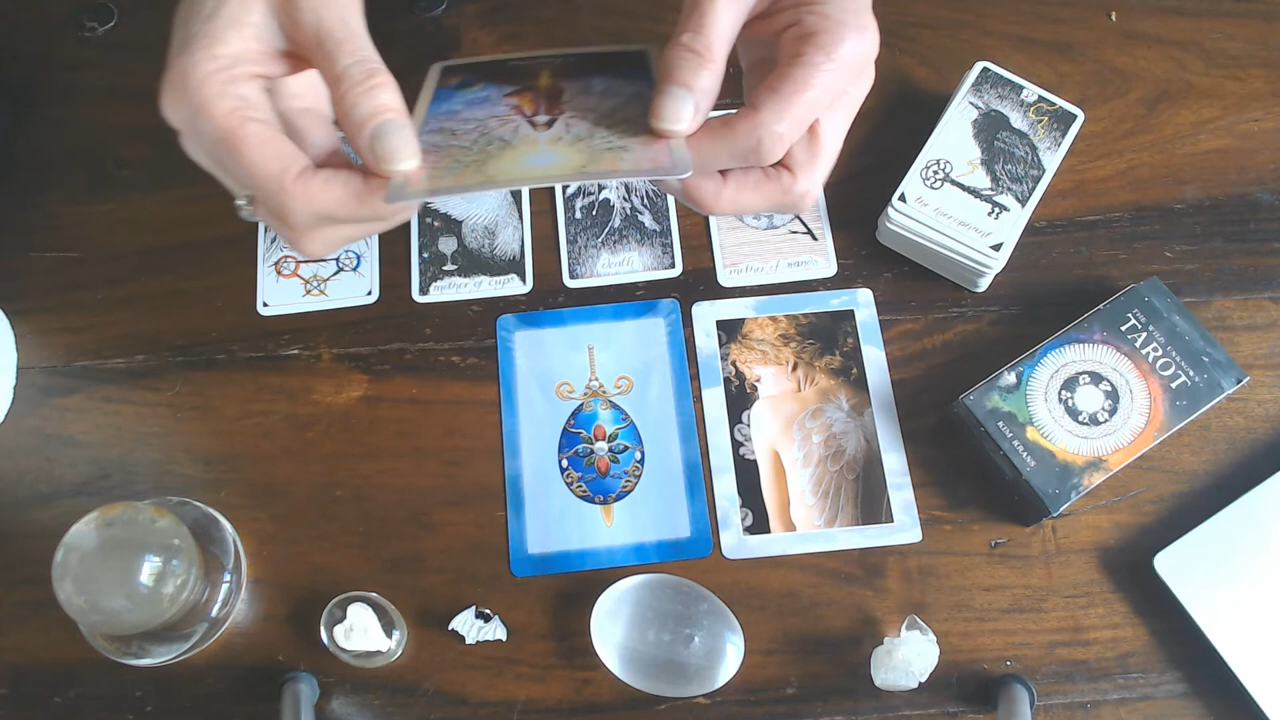 mother of cups
death
mother of wands
the hierophant
THE WILD UNKNOWN
TAROT
KIM KRANS